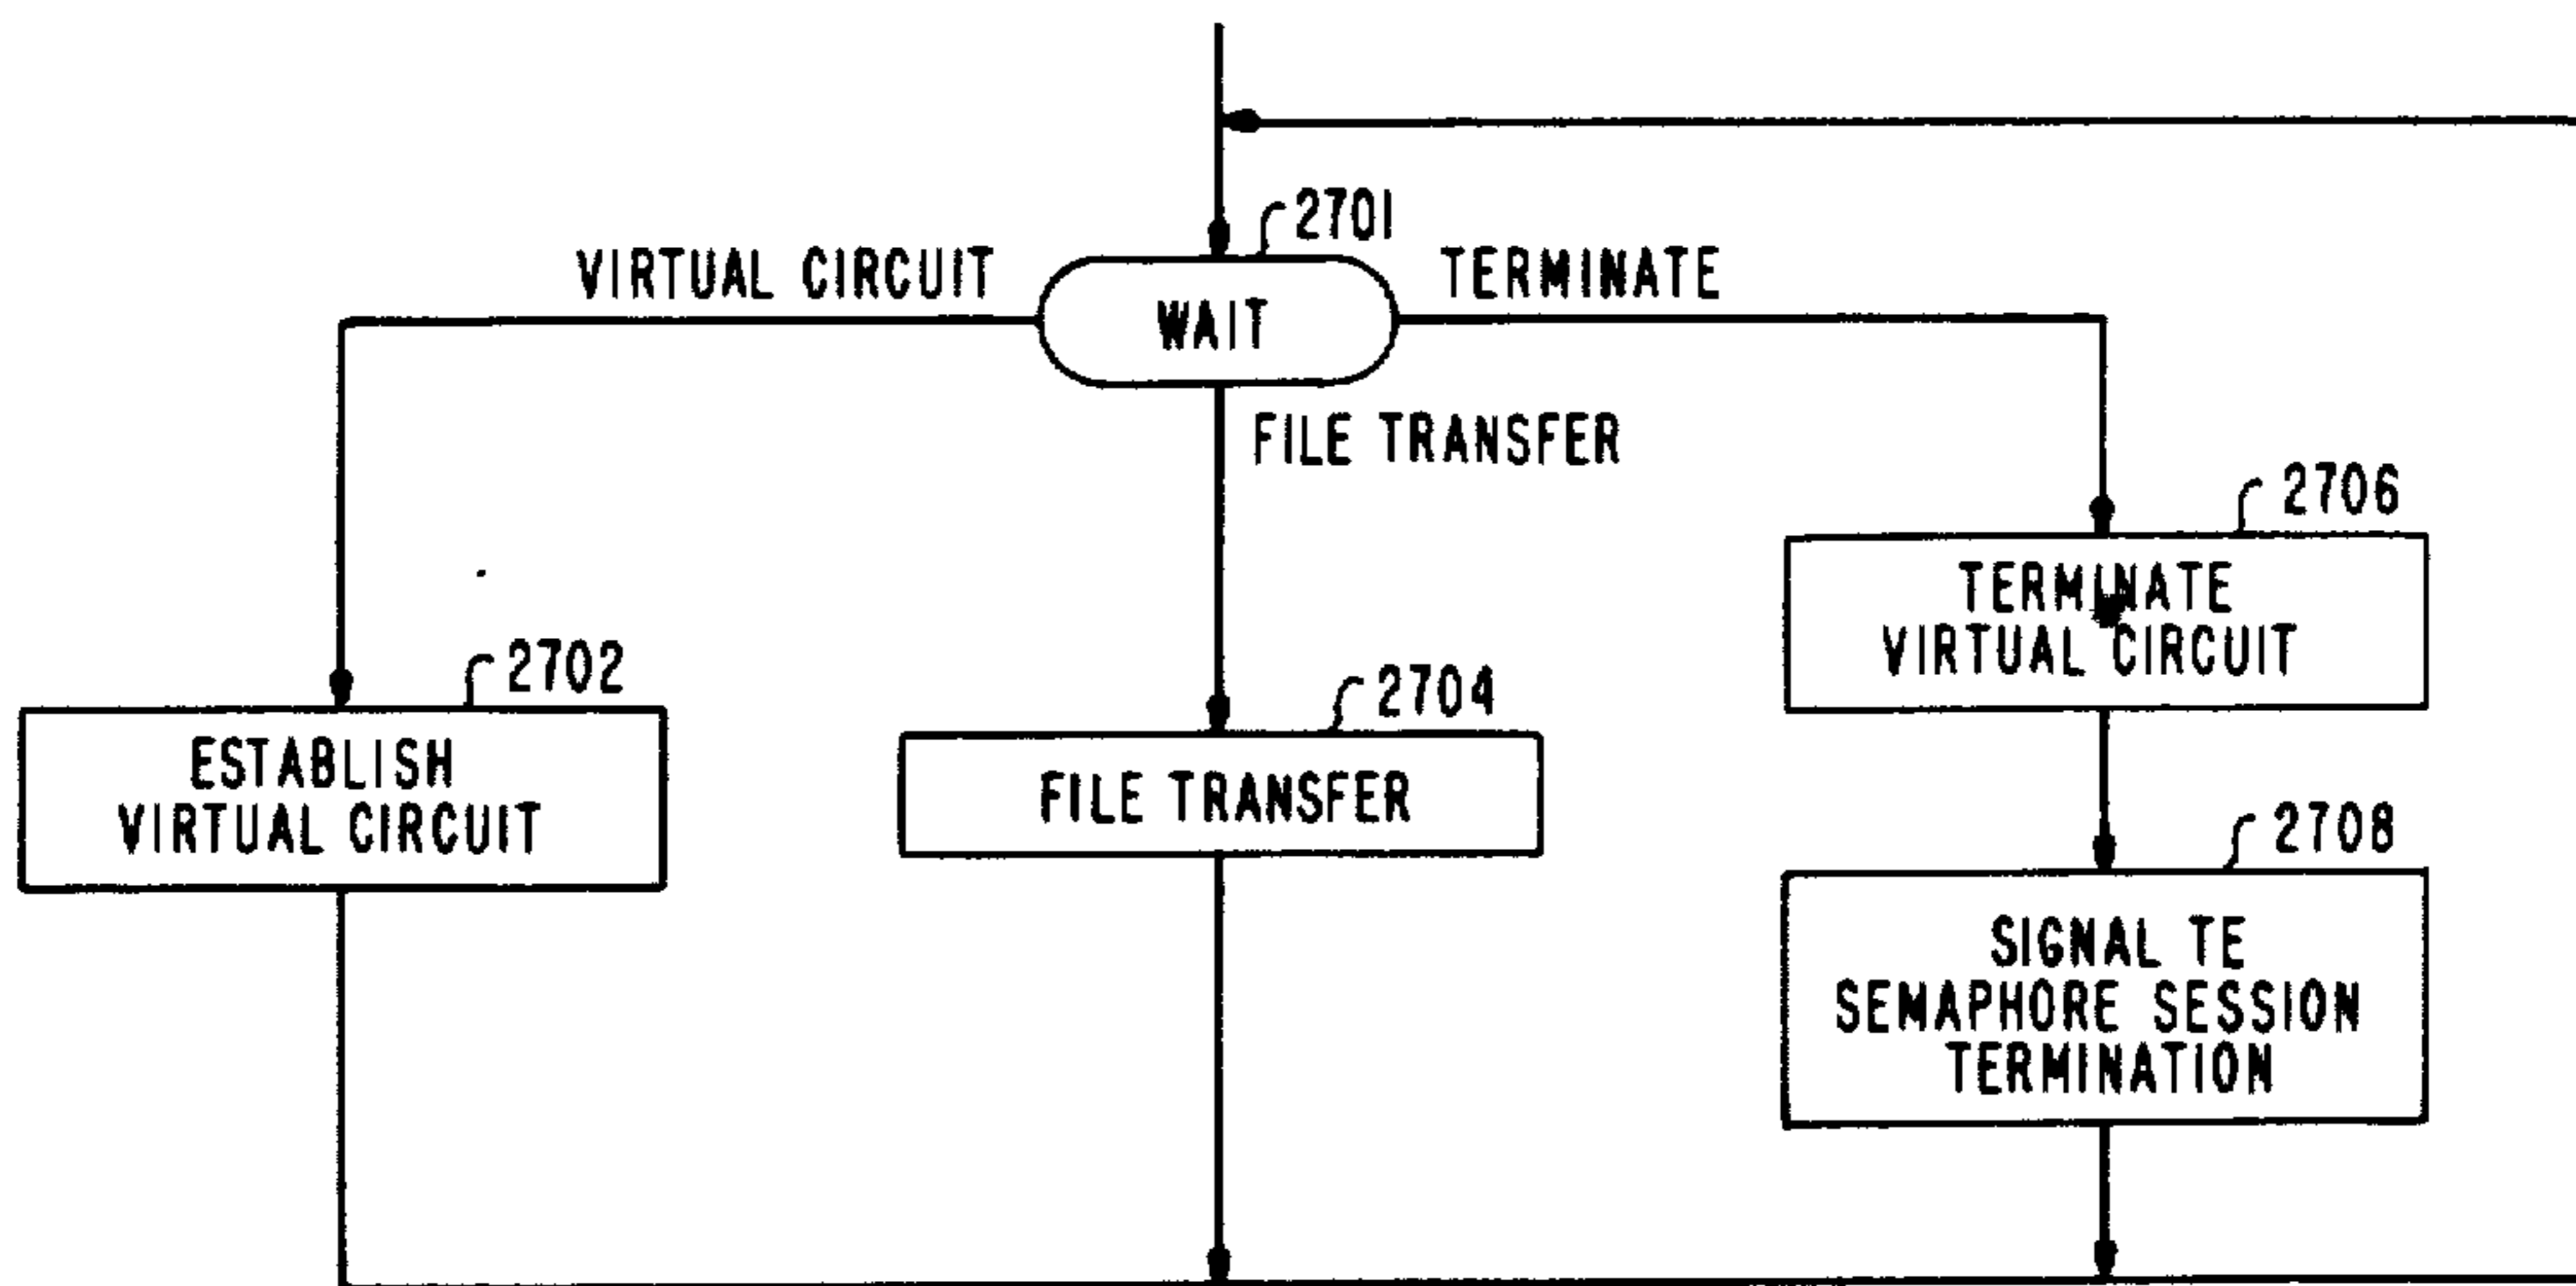 2701
VIRTUAL CIRCUIT
TERMINATE
WAIT
FILE TRANSFER
2706
TERMINATE
VIRTUAL CIRCUIT
2702
ESTABLISH
VIRTUAL CIRCUIT
2704
FILE TRANSFER
2708
SIGNAL TE
SEMAPHORE SESSION
TERMINATION